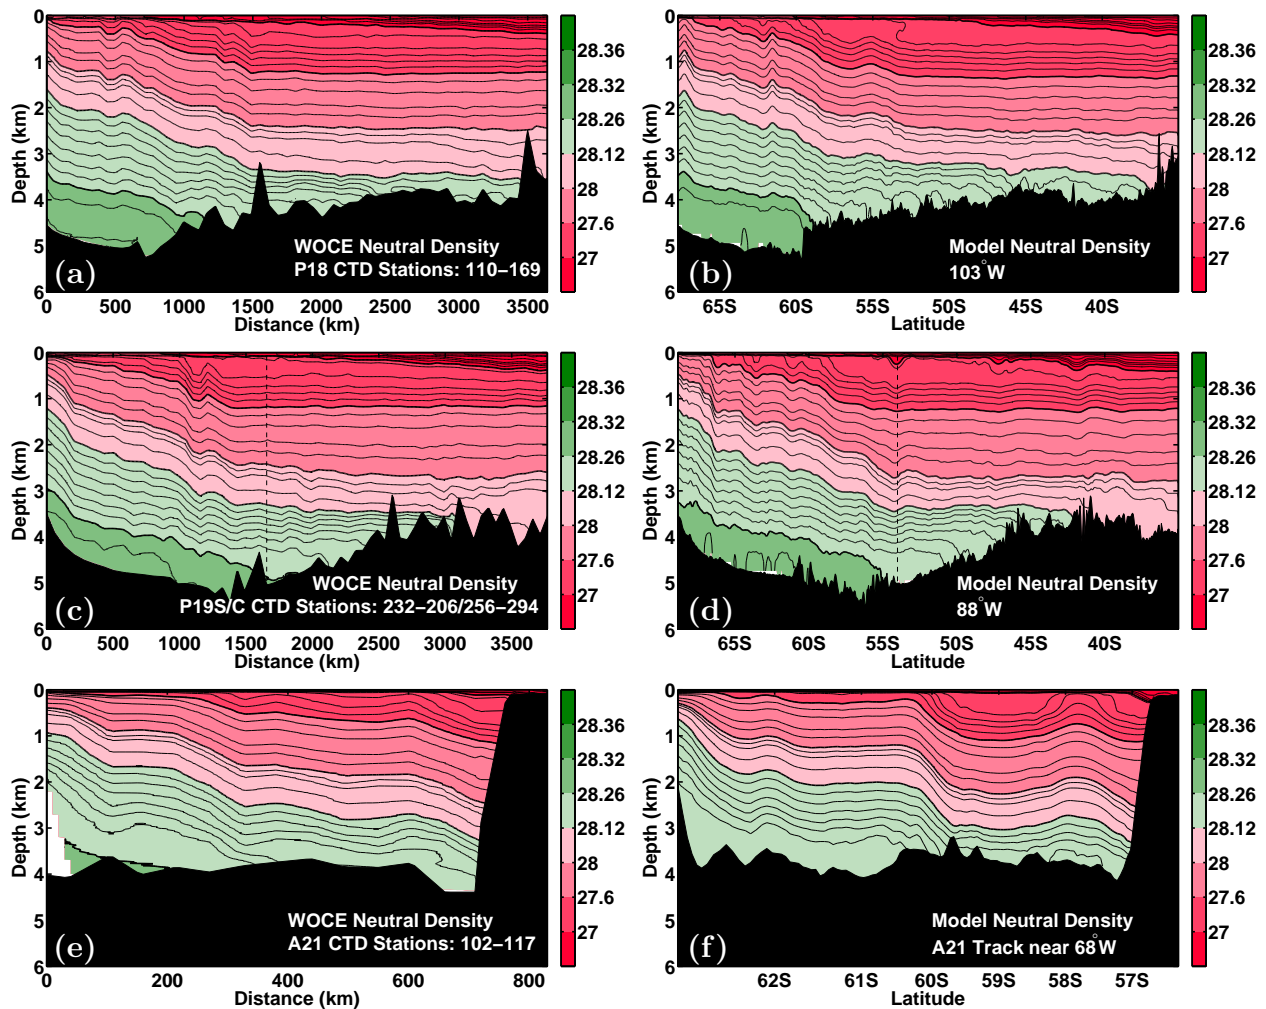 0
1
2
3
4
5
6
Depth (km)
WOCE Neutral Density
P18 CTD Stations: 110−169
(a)
0 500 1000 1500 2000 2500 3000 3500
Distance (km)
28.36
28.32
28.26
28.12
28
27.6
27
0
1
2
3
4
5
6
Depth (km)
Model Neutral Density
103°W
(b)
65S 60S 55S 50S 45S 40S
Latitude
28.36
28.32
28.26
28.12
28
27.6
27
0
1
2
3
4
5
6
Depth (km)
WOCE Neutral Density
P19S/C CTD Stations: 232−206/256−294
(c)
0 500 1000 1500 2000 2500 3000 3500
Distance (km)
28.36
28.32
28.26
28.12
28
27.6
27
0
1
2
3
4
5
6
Depth (km)
Model Neutral Density
88°W
(d)
65S 60S 55S 50S 45S 40S
Latitude
28.36
28.32
28.26
28.12
28
27.6
27
0
1
2
3
4
5
6
Depth (km)
WOCE Neutral Density
A21 CTD Stations: 102−117
(e)
0 200 400 600 800
Distance (km)
28.36
28.32
28.26
28.12
28
27.6
27
0
1
2
3
4
5
6
Depth (km)
Model Neutral Density
A21 Track near 68°W
(f)
62S 61S 60S 59S 58S 57S
Latitude
28.36
28.32
28.26
28.12
28
27.6
27